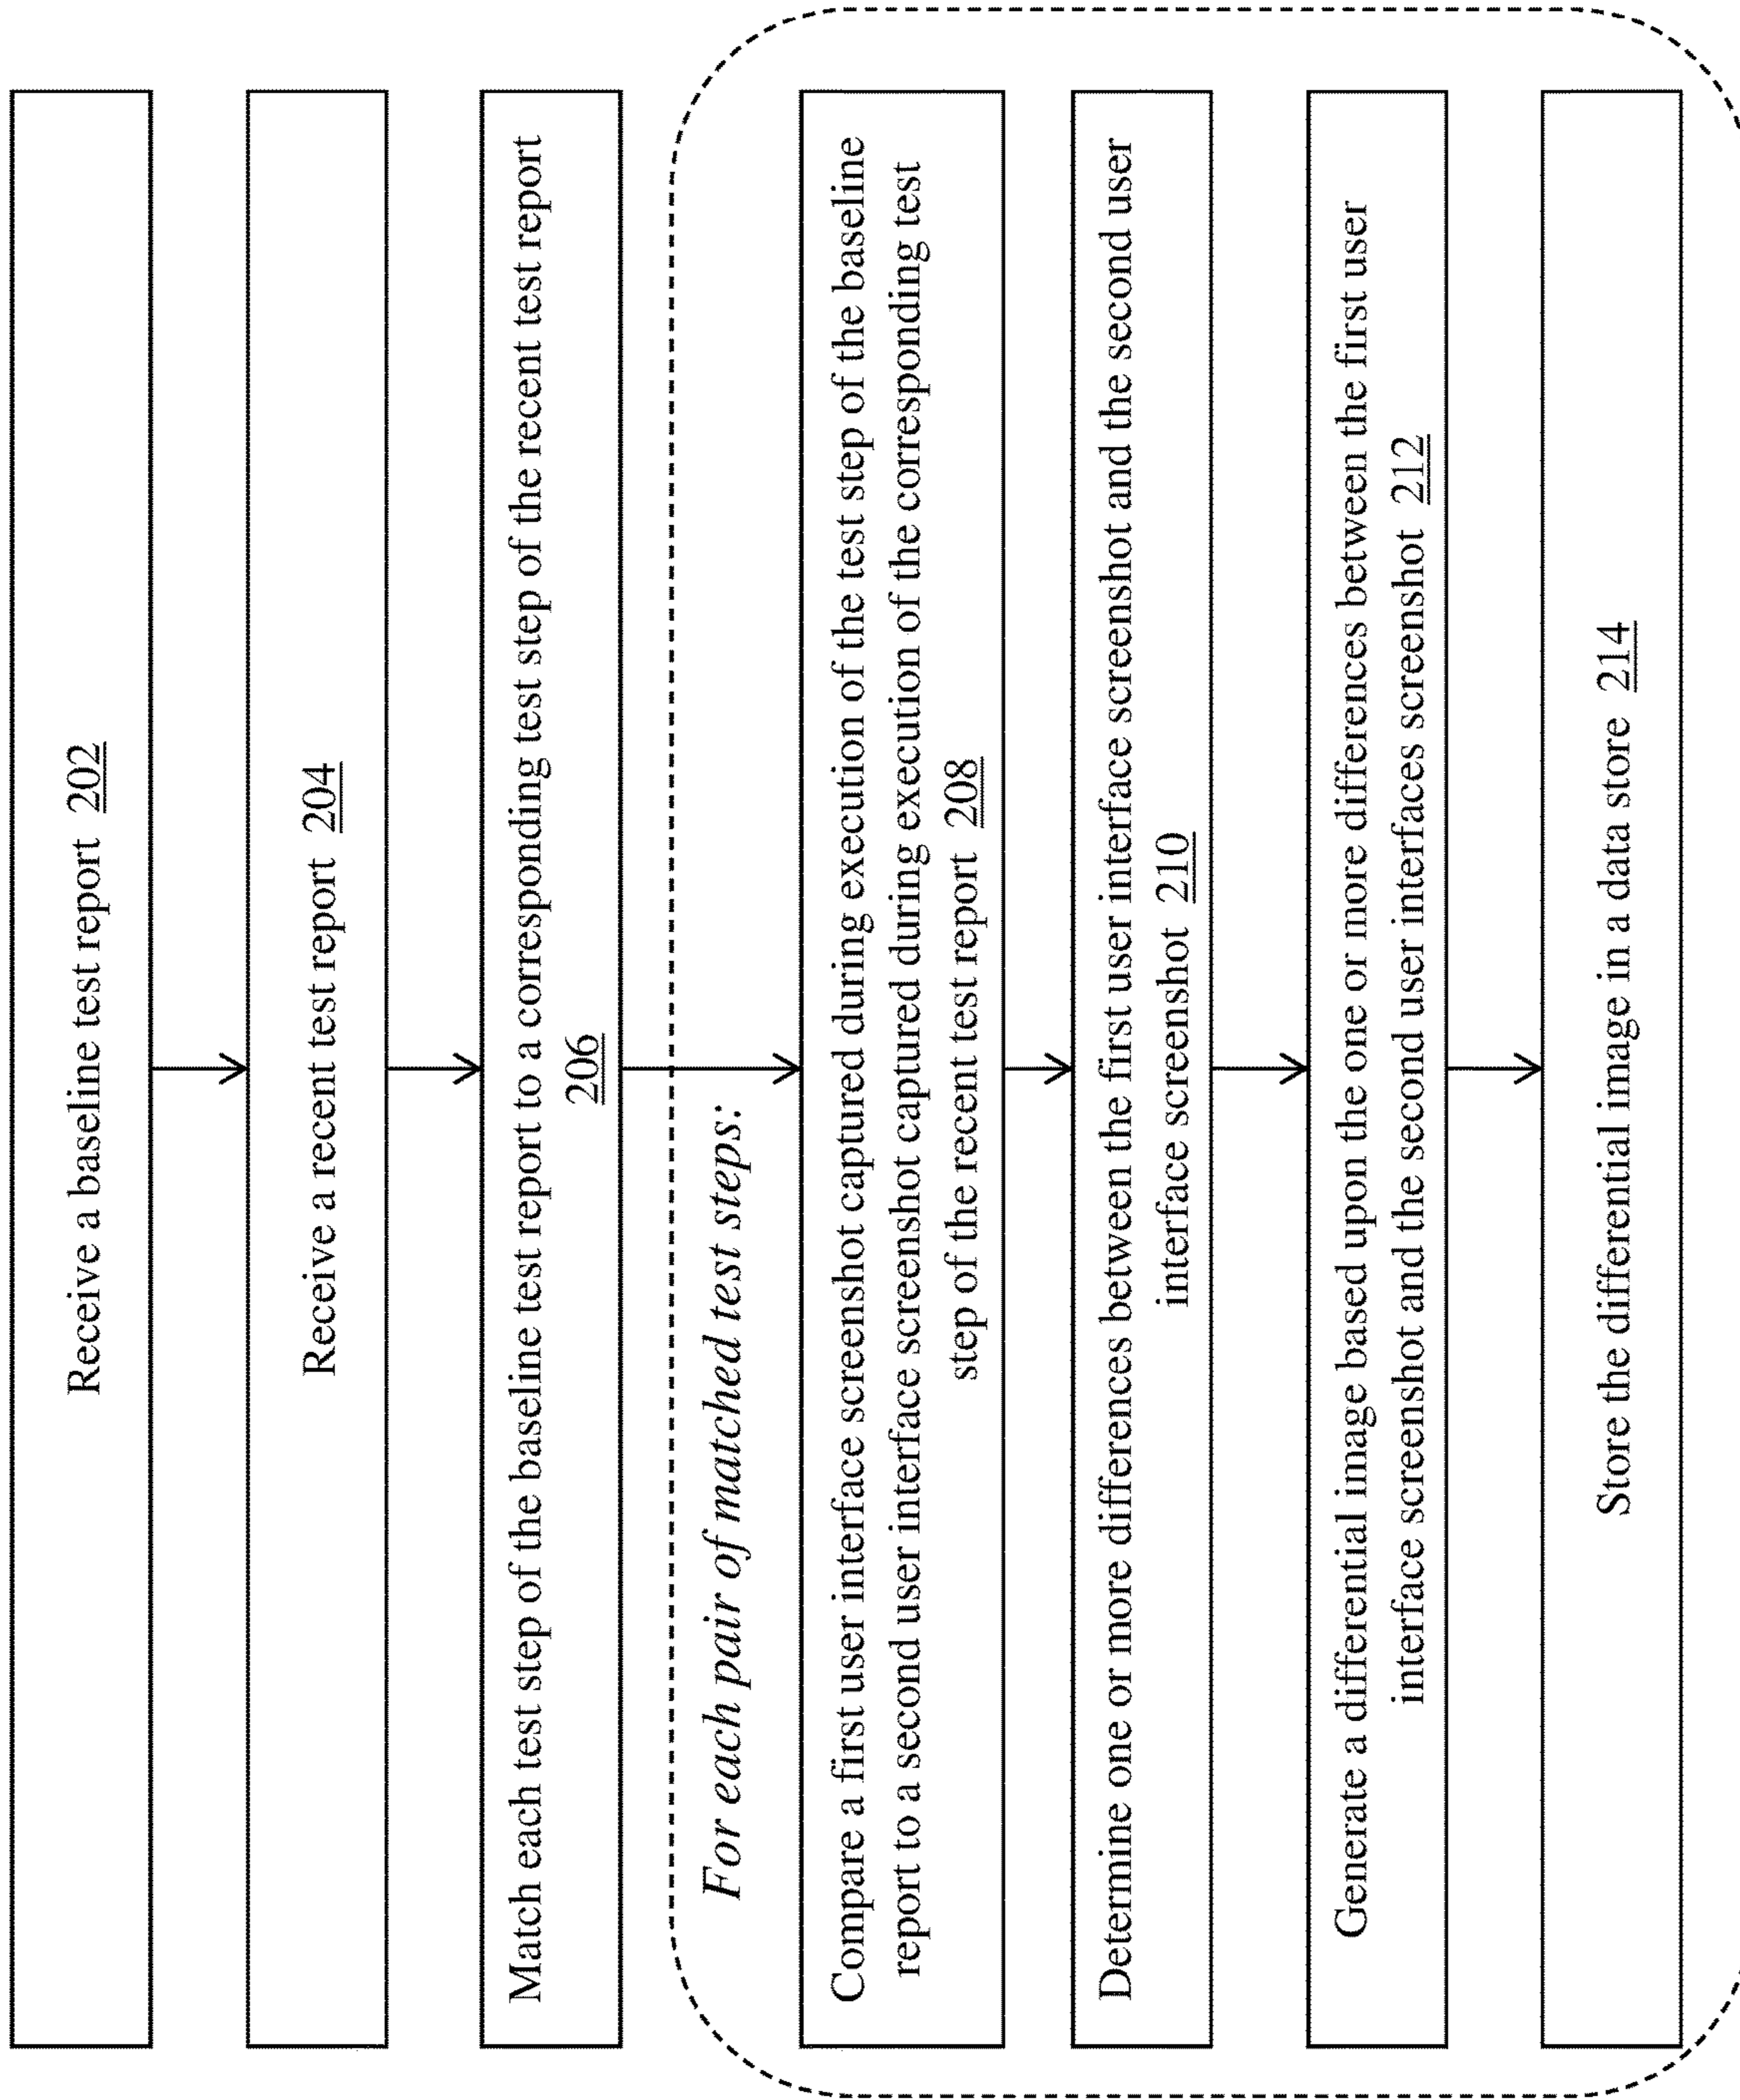 Receive a baseline test report 202
Receive a recent test report 204
Match each test step of the baseline test report to a corresponding test step of the recent test report
206
For each pair of matched test steps:
Compare a first user interface screenshot captured during execution of the test step of the baseline
report to a second user interface screenshot captured during execution of the corresponding test
step of the recent test report 208
Determine one or more differences between the first user interface screenshot and the second user
interface screenshot 210
Generate a differential image based upon the one or more differences between the first user
interface screenshot and the second user interfaces screenshot 212
Store the differential image in a data store 214